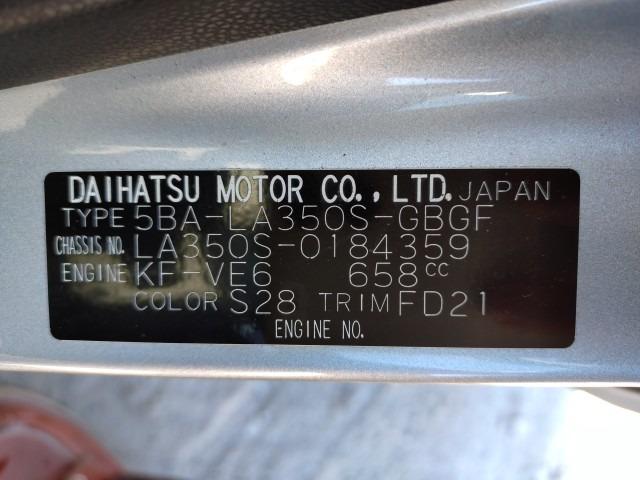 DAIHATSU MOTOR CO., LTD. JAPAN
TYPE 5BA-LA350S-GBGF
CHASSIS NO. LA350S-0184359
ENGINE KF-VE6 658cc
COLOR S28 TRIM FD21
ENGINE NO.